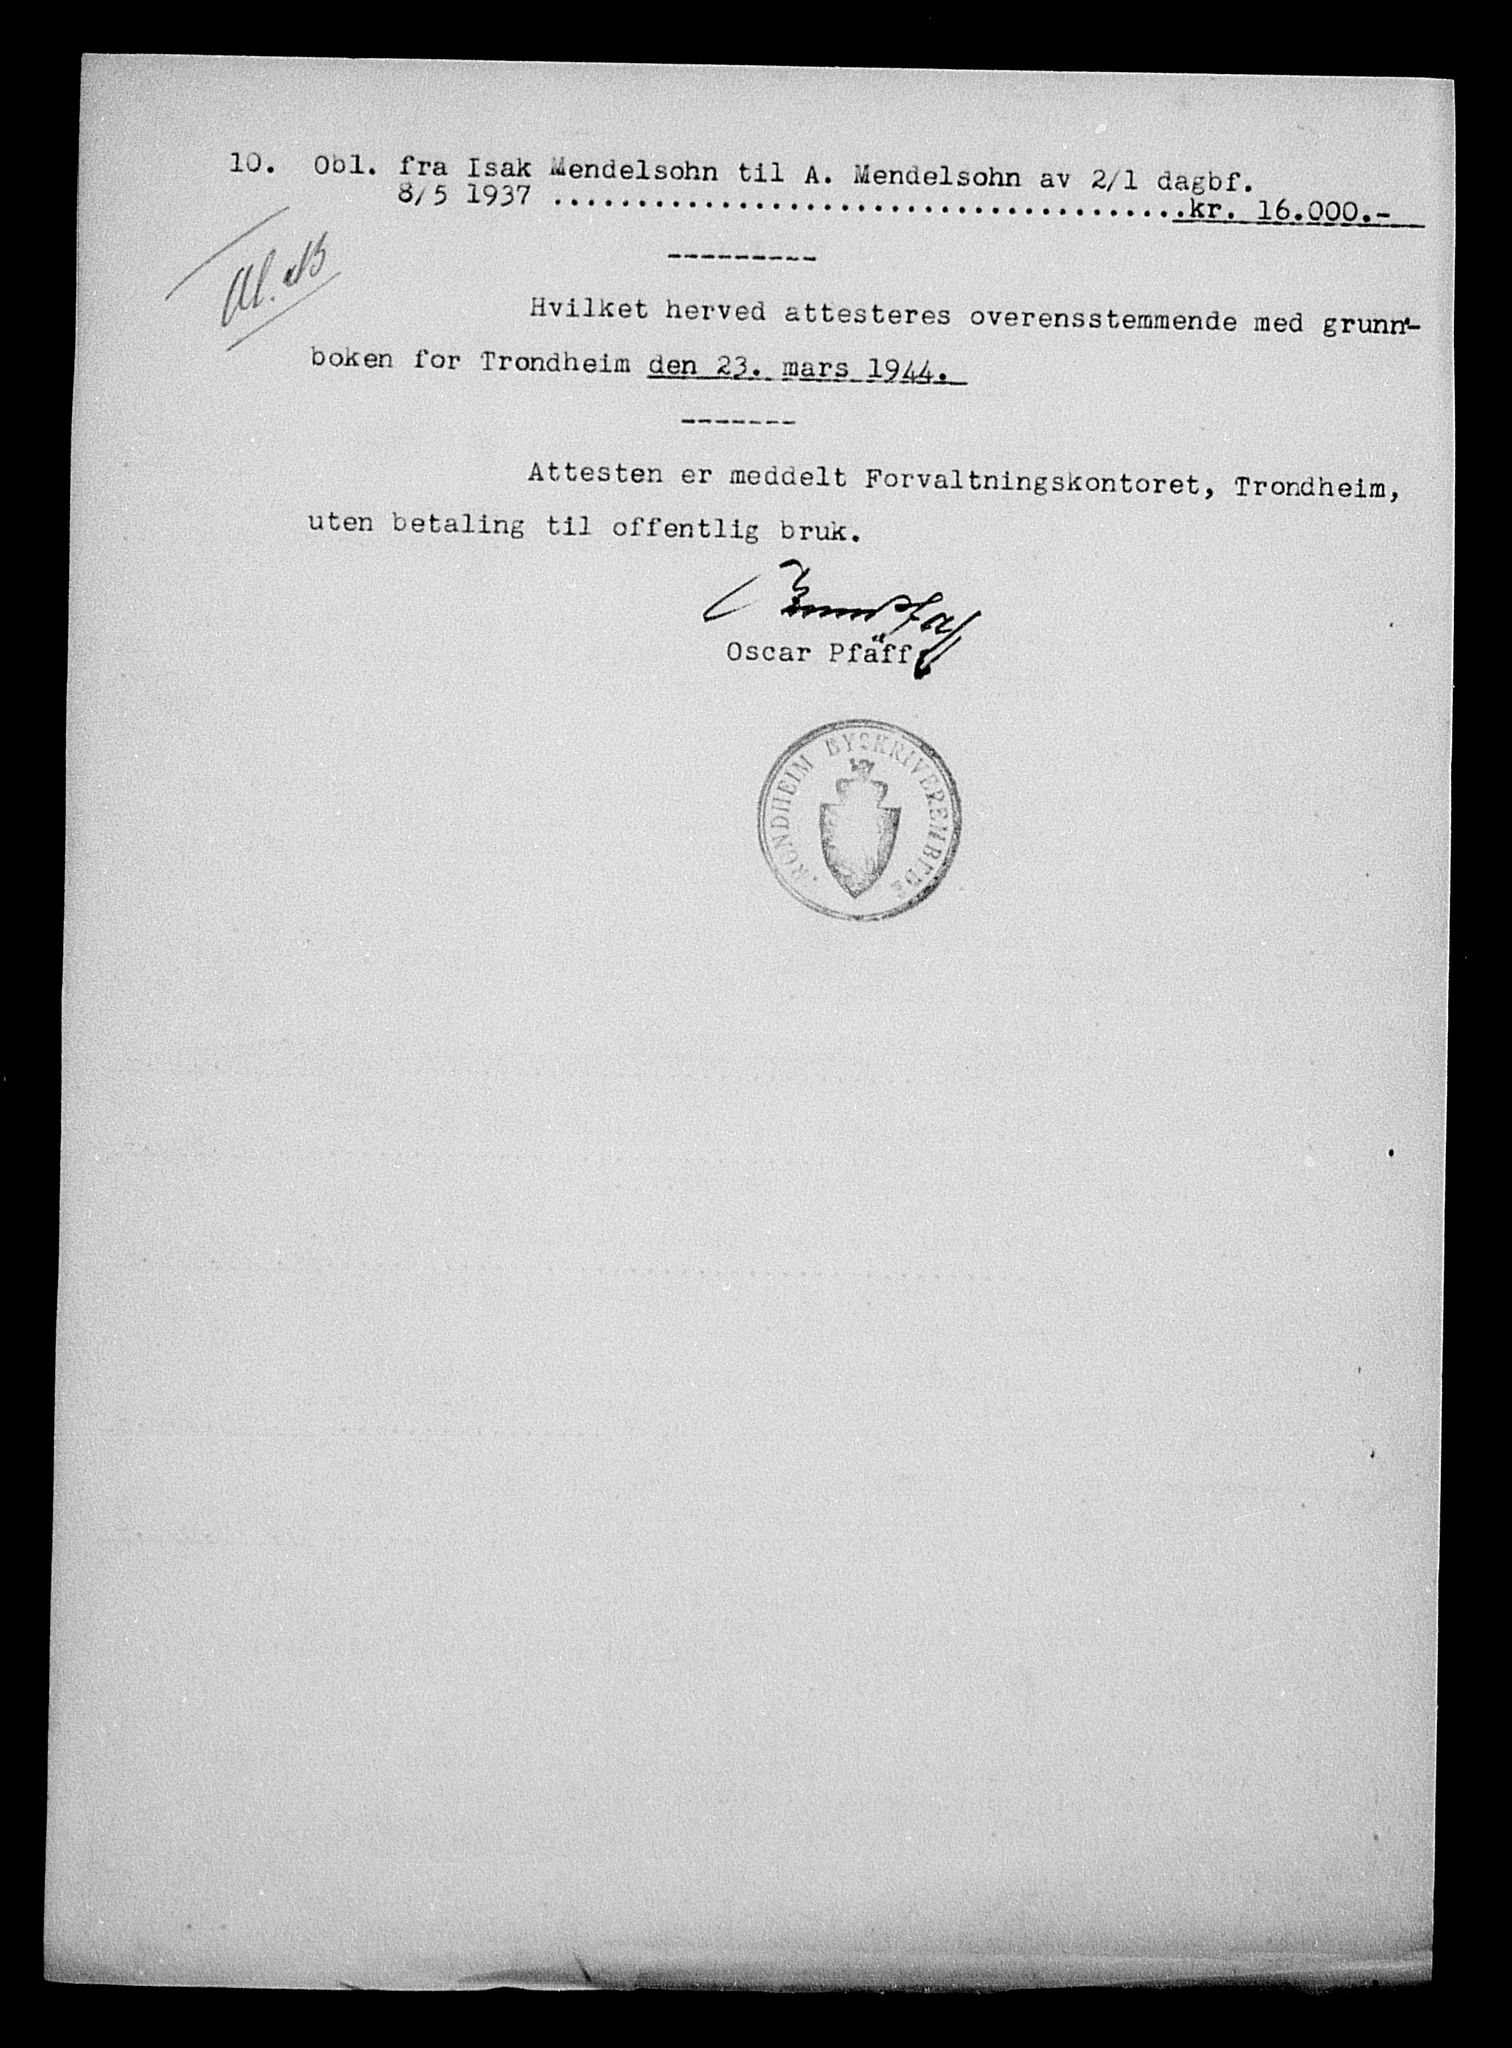 10. Obl. fra Isak Mendelsohn til A. Mendelsohn av 2/1 dagbf.
8/5 1937 ...............................................kr. 16.000.-
---------
Hvilket herved attesteres overensstemmende med grunn-
boken for Trondheim den 23. mars 1944.
-------
Attesten er meddelt Forvaltningskontoret, Trondheim,
uten betaling til offentlig bruk.
Oscar Pfäff
TRONDHEIM BYSKRIVEREMBEDE